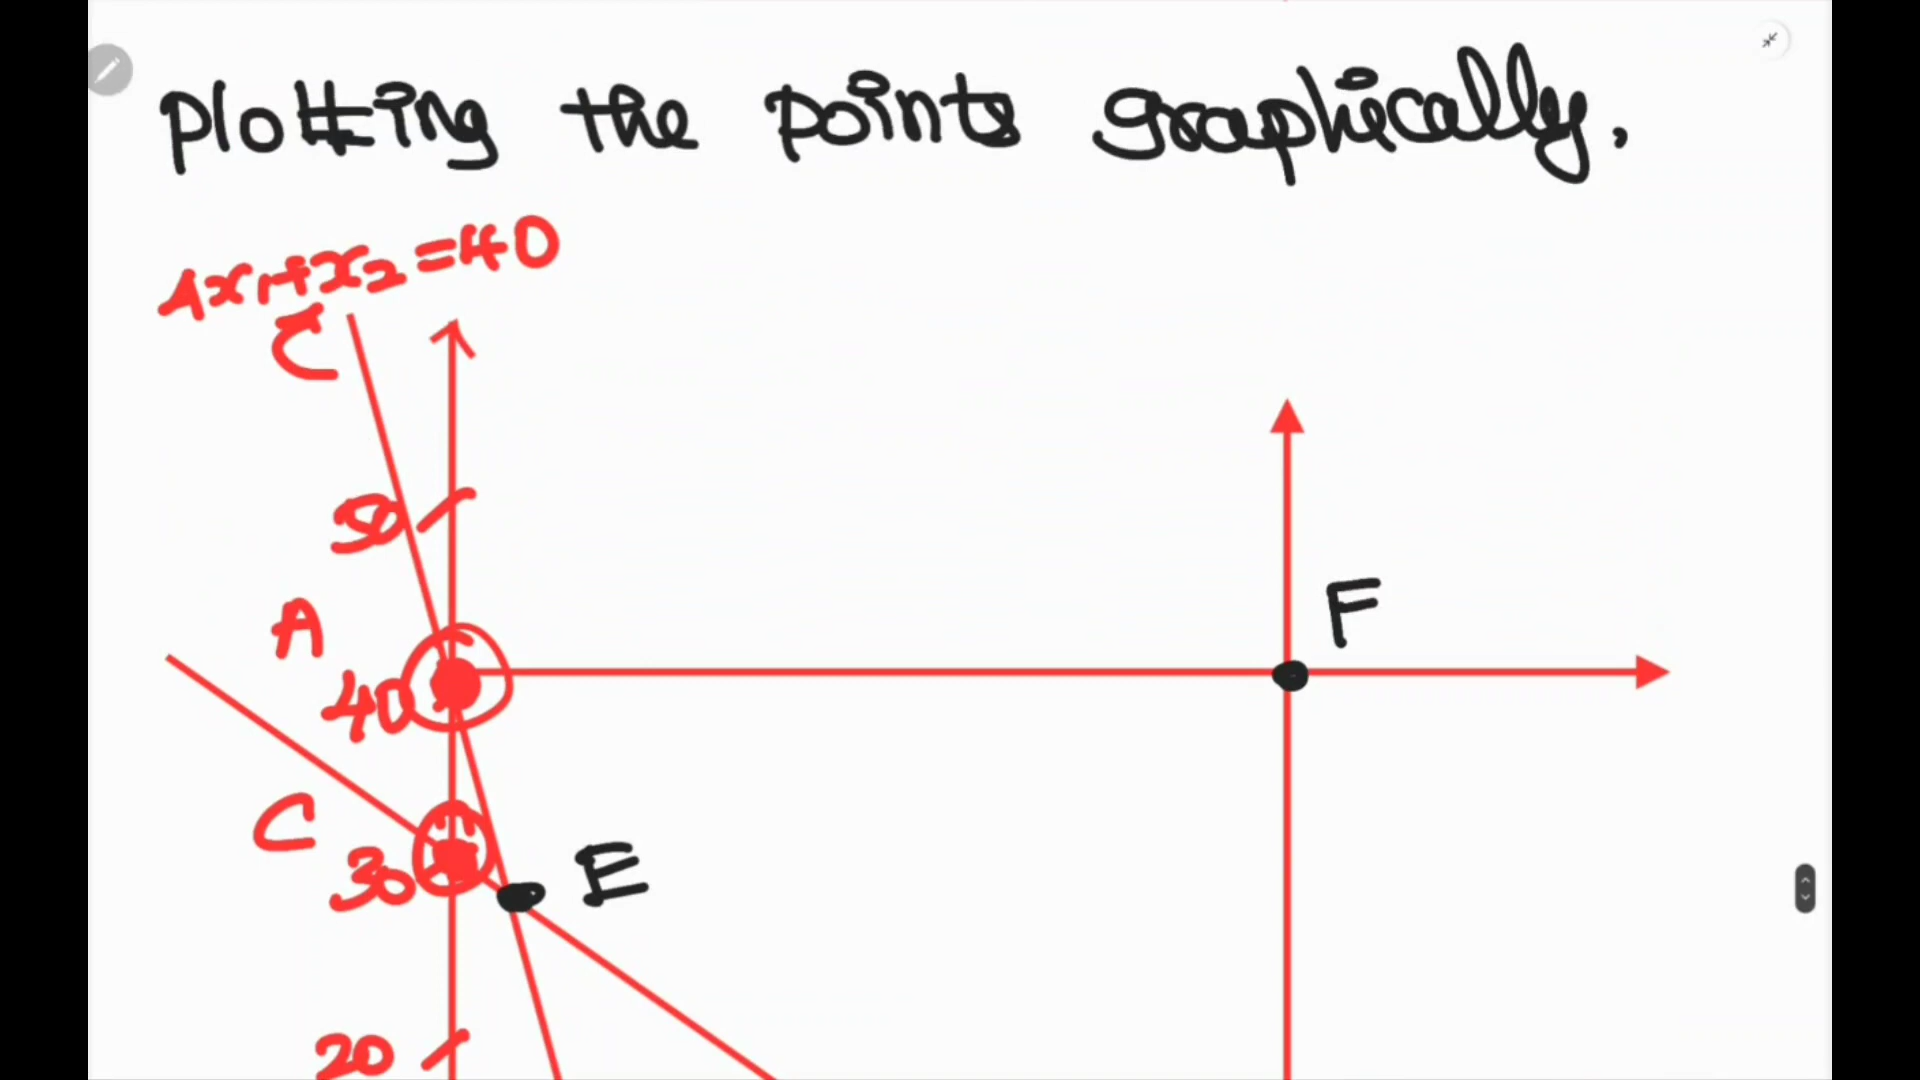 Plotting the points graphically.
4x₁+x₂=40
C
50
F
A
40
C
30
E
20